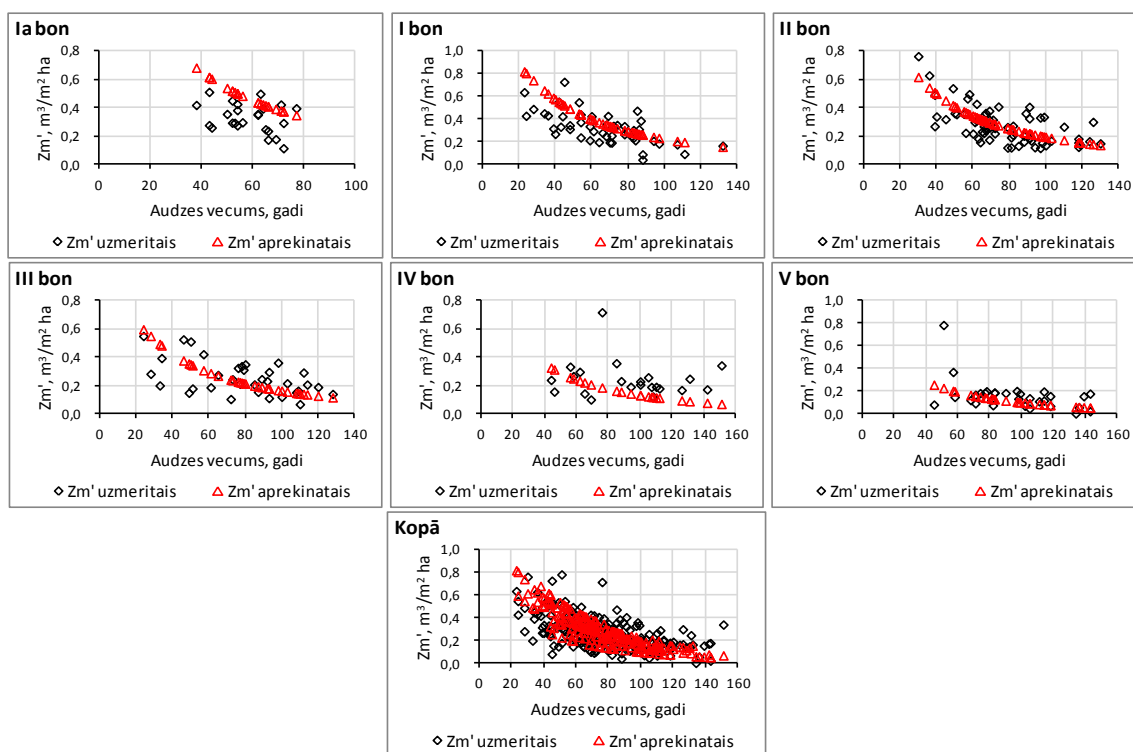 Ia bon
Zm', m³/m² ha
0,8
0,6
0,4
0,2
0,0
0 20 40 60 80 100
Audzes vecums, gadi
Zm' uzmeritais Zm' aprekinatais
I bon
Zm', m³/m² ha
1,0
0,8
0,6
0,4
0,2
0,0
0 20 40 60 80 100 120 140
Audzes vecums, gadi
Zm' uzmeritais Zm' aprekinatais
II bon
Zm', m³/m² ha
0,8
0,6
0,4
0,2
0,0
0 20 40 60 80 100 120 140
Audzes vecums, gadi
Zm' uzmeritais Zm' aprekinatais
III bon
Zm', m³/m² ha
0,8
0,6
0,4
0,2
0,0
0 20 40 60 80 100 120 140
Audzes vecums, gadi
Zm' uzmeritais Zm' aprekinatais
IV bon
Zm', m³/m² ha
0,8
0,6
0,4
0,2
0,0
0 20 40 60 80 100 120 140 160
Audzes vecums, gadi
Zm' uzmeritais Zm' aprekinatais
V bon
Zm', m³/m² ha
1,0
0,8
0,6
0,4
0,2
0,0
0 20 40 60 80 100 120 140 160
Audzes vecums, gadi
Zm' uzmeritais Zm' aprekinatais
Kopā
Zm', m³/m² ha
1,0
0,8
0,6
0,4
0,2
0,0
0 20 40 60 80 100 120 140 160
Audzes vecums, gadi
Zm' uzmeritais Zm' aprekinatais